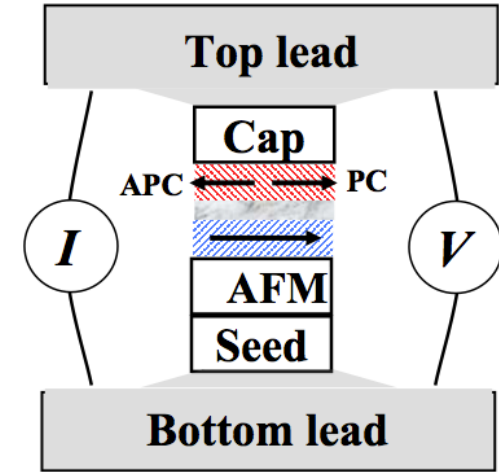 Top lead
Cap
APC PC
I V
AFM
Seed
Bottom lead